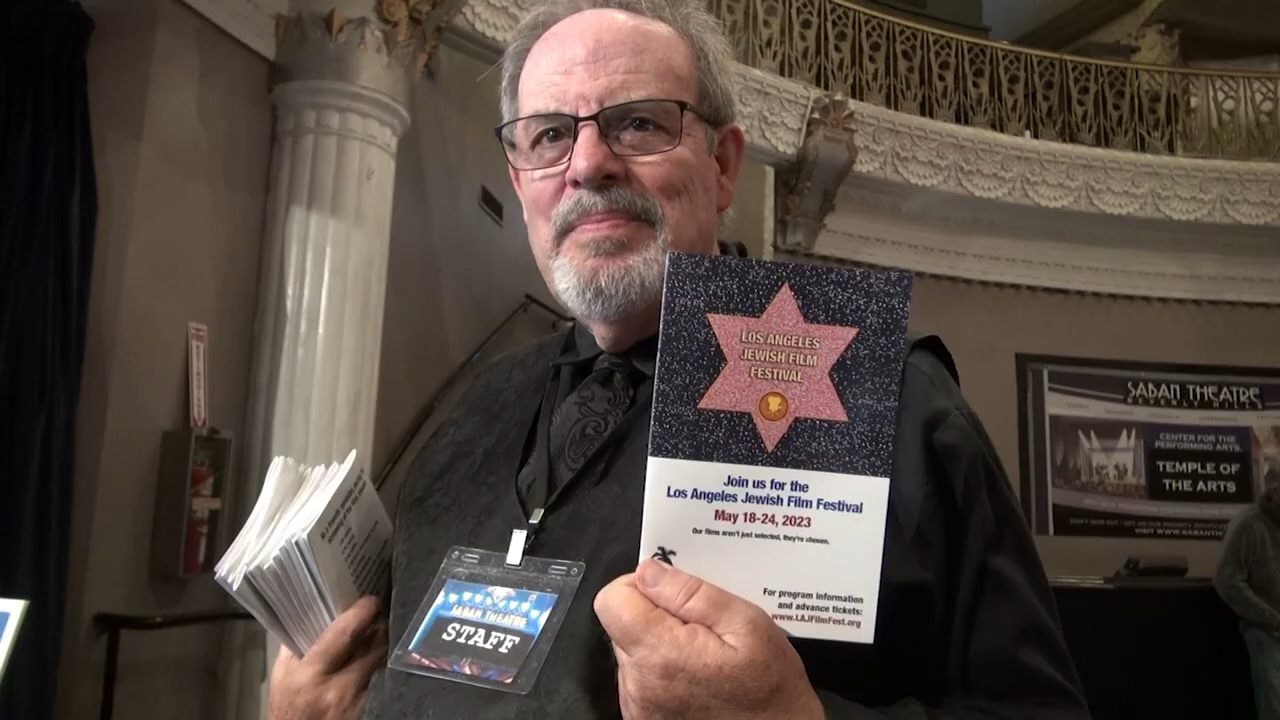 LOS ANGELES
JEWISH FILM
FESTIVAL
Join us for the
Los Angeles Jewish Film Festival
May 18-24, 2023
Our films aren't just selected, they're chosen.
For program information
and advance tickets:
www.LAJFilmFest.org
SABAN THEATRE
STAFF
SABAN THEATRE
BEVERLY HILLS
CENTER FOR THE
PERFORMING ARTS.
TEMPLE OF
THE ARTS